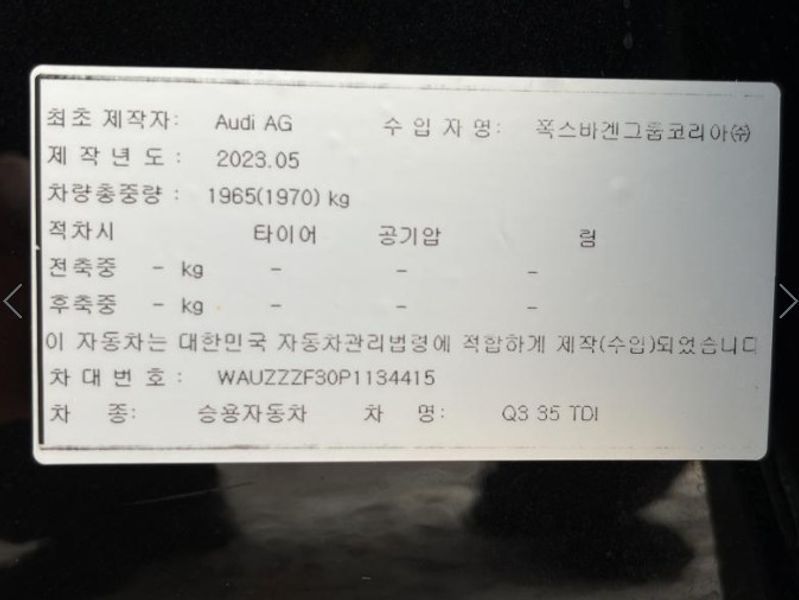 최초 제작자: Audi AG 수 입 자 명: 폭스바겐그룹코리아㈜
제 작 년 도 : 2023.05
차량총중량 : 1965(1970) kg
적차시 타이어 공기압 림
전축중 - kg - - -
후축중 - kg - - -
이 자동차는 대한민국 자동차관리법령에 적합하게 제작(수입)되었습니다
차 대 번 호 : WAUZZZF30P1134415
차 종: 승용자동차 차 명: Q3 35 TDI